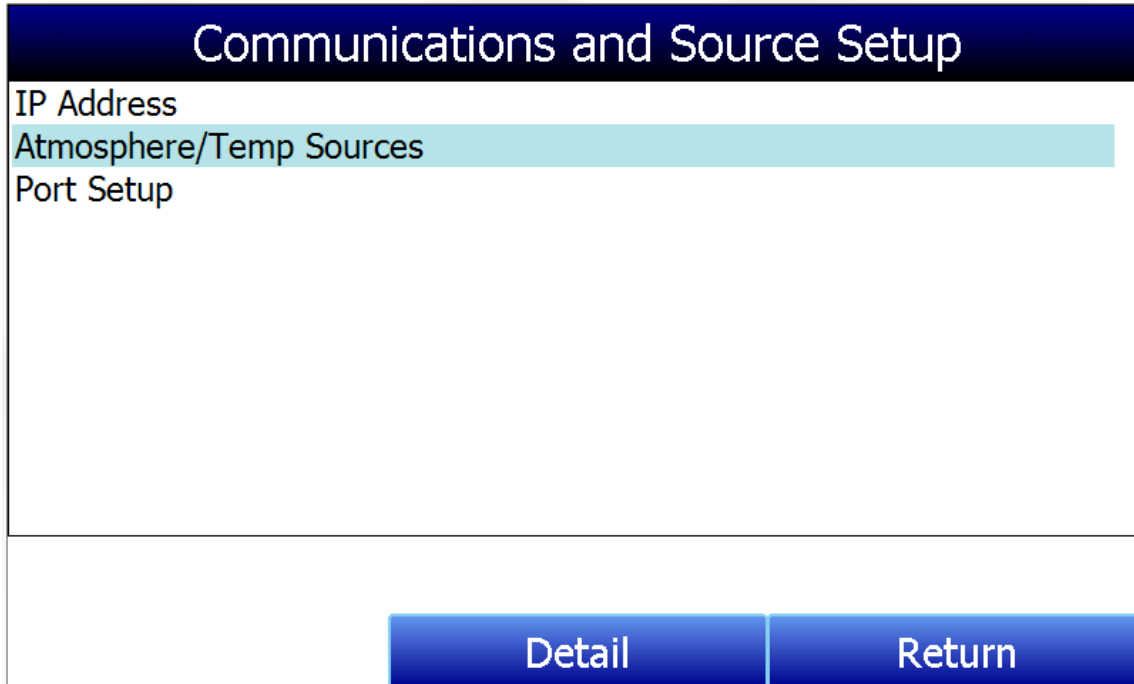 Communications and Source Setup
IP Address
Atmosphere/Temp Sources
Port Setup
Detail
Return